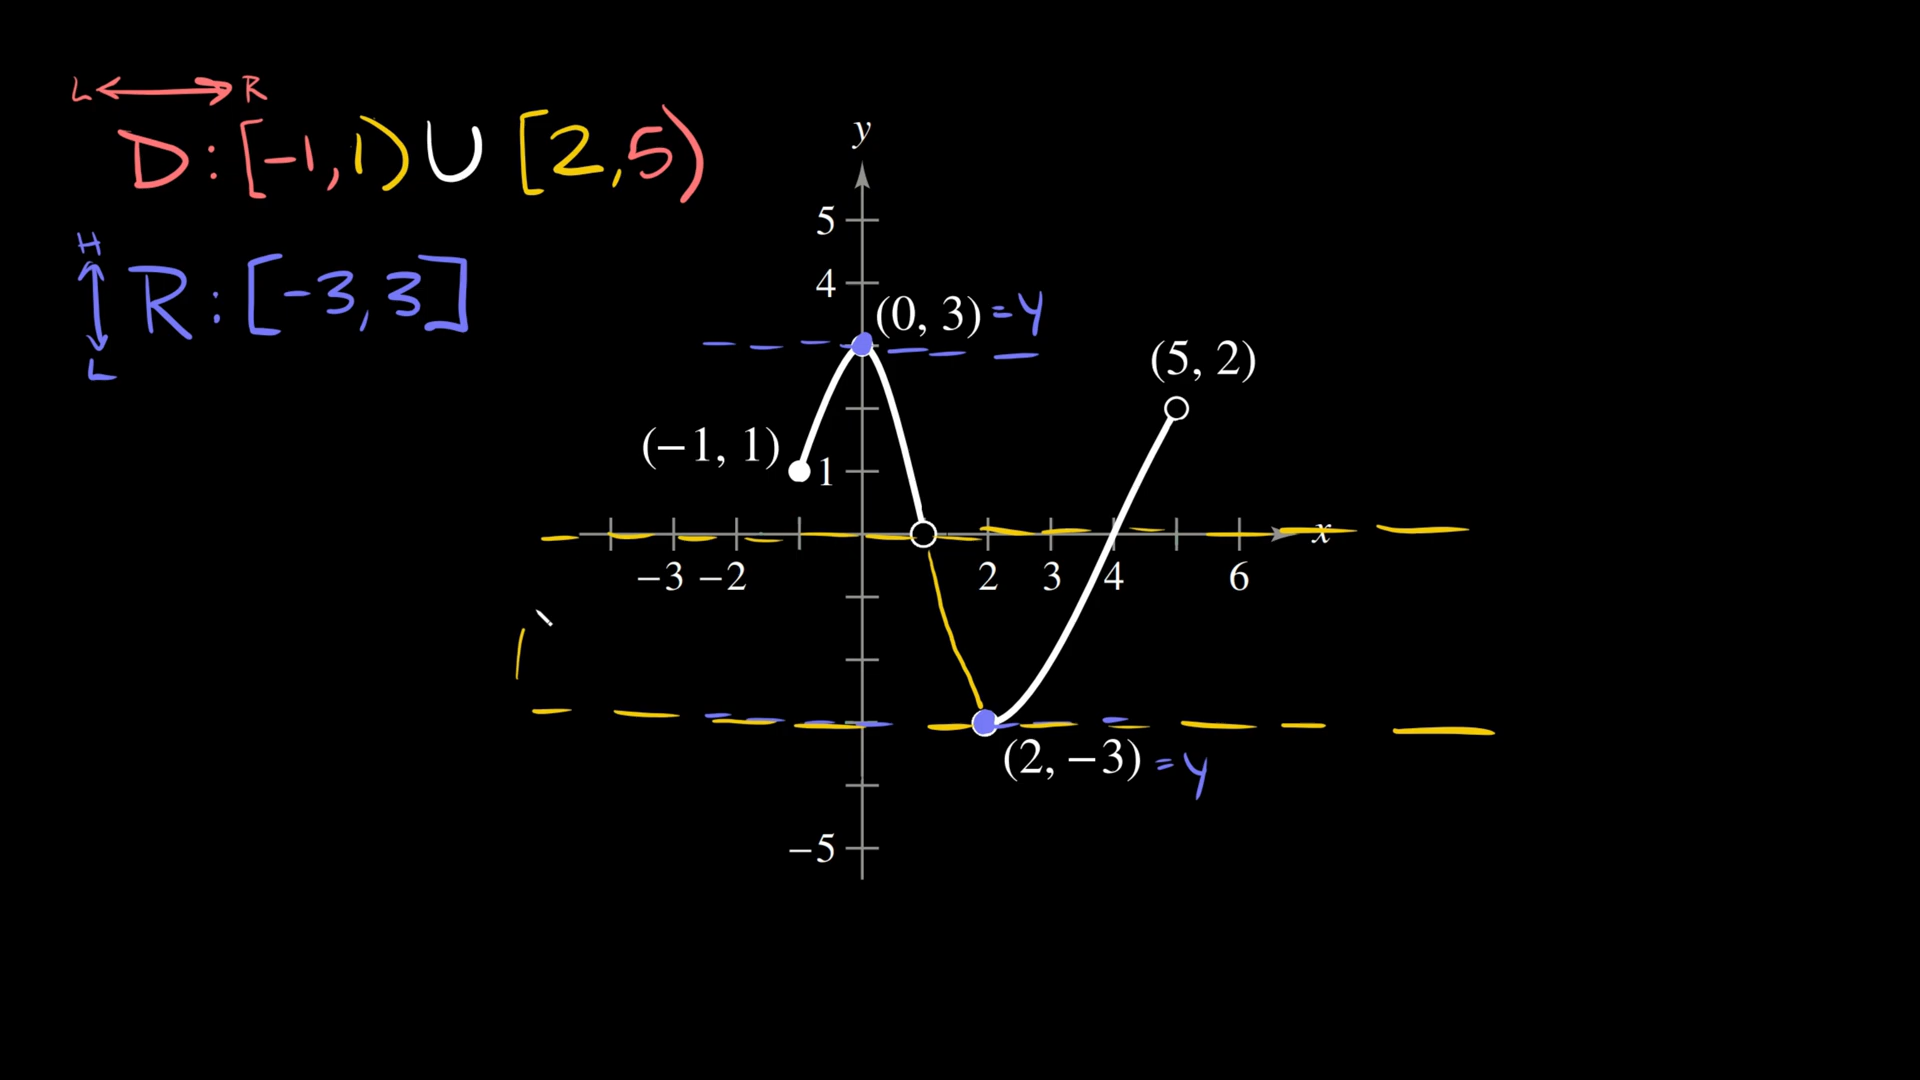 L R
D: [-1, 1) ∪ [2, 5)
H
R: [-3, 3]
L
y
5
4
(0, 3) = y
(5, 2)
(−1, 1)
1
x
−3 −2 2 3 4 6
(2, −3) = y
−5